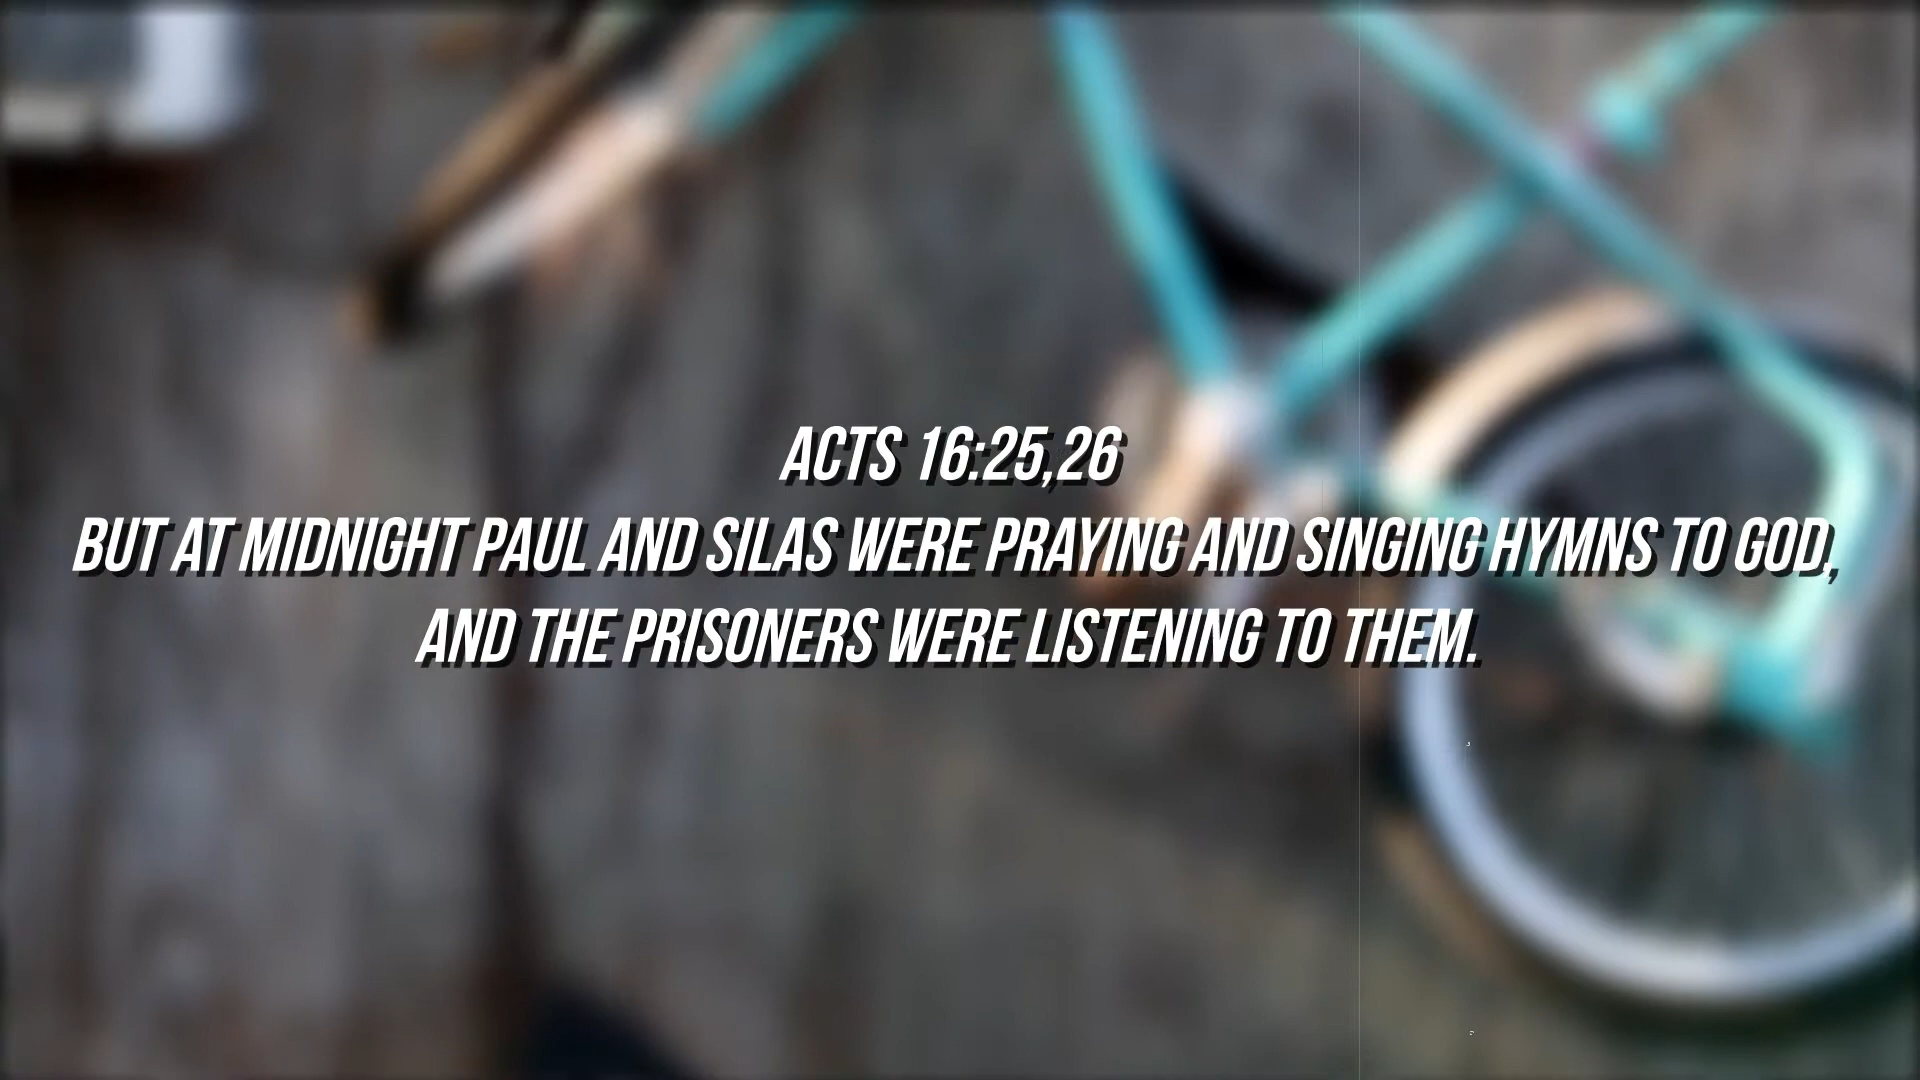 ACTS 16:25,26
BUT AT MIDNIGHT PAUL AND SILAS WERE PRAYING AND SINGING HYMNS TO GOD,
AND THE PRISONERS WERE LISTENING TO THEM.